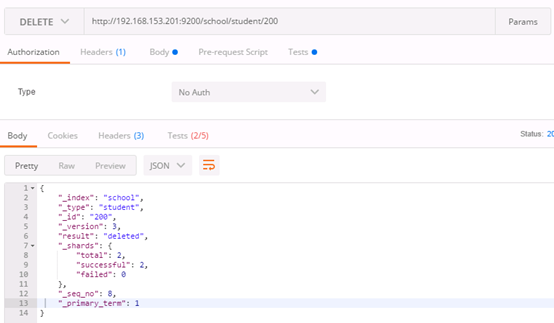 DELETE http://192.168.153.201:9200/school/student/200 Params
Authorization Headers (1) Body Pre-request Script Tests
Type No Auth
Body Cookies Headers (3) Tests (2/5) Status: 20
Pretty Raw Preview JSON
1 {
2 "_index": "school",
3 "_type": "student",
4 "_id": "200",
5 "_version": 3,
6 "result": "deleted",
7 "_shards": {
8 "total": 2,
9 "successful": 2,
10 "failed": 0
11 },
12 "_seq_no": 8,
13 "_primary_term": 1
14 }